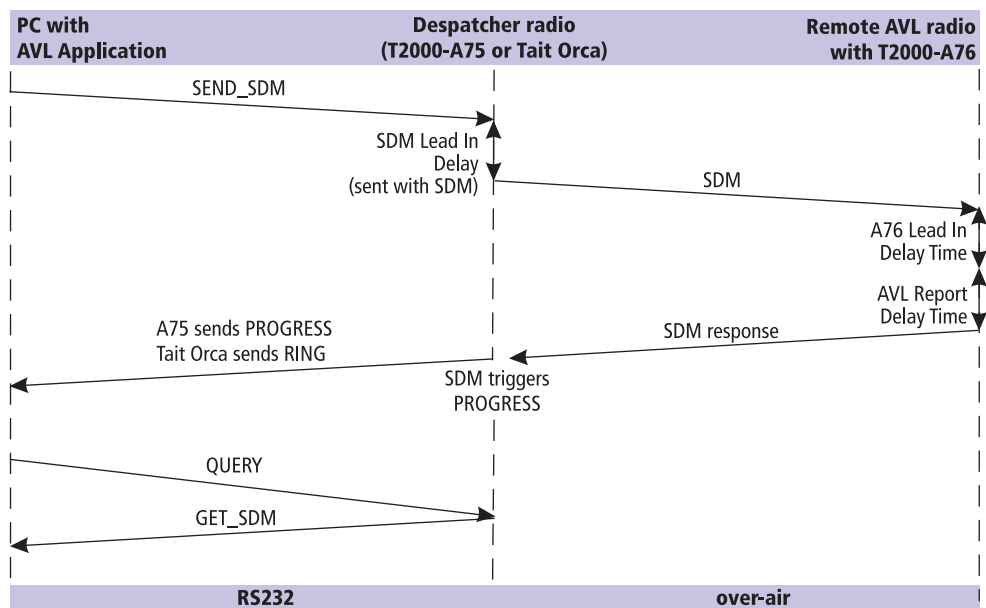 PC with
AVL Application
Despatcher radio
(T2000-A75 or Tait Orca)
Remote AVL radio
with T2000-A76
SEND_SDM
SDM Lead In
Delay
(sent with SDM)
SDM
A76 Lead In
Delay Time
AVL Report
Delay Time
A75 sends PROGRESS
Tait Orca sends RING
SDM response
SDM triggers
PROGRESS
QUERY
GET_SDM
RS232
over-air